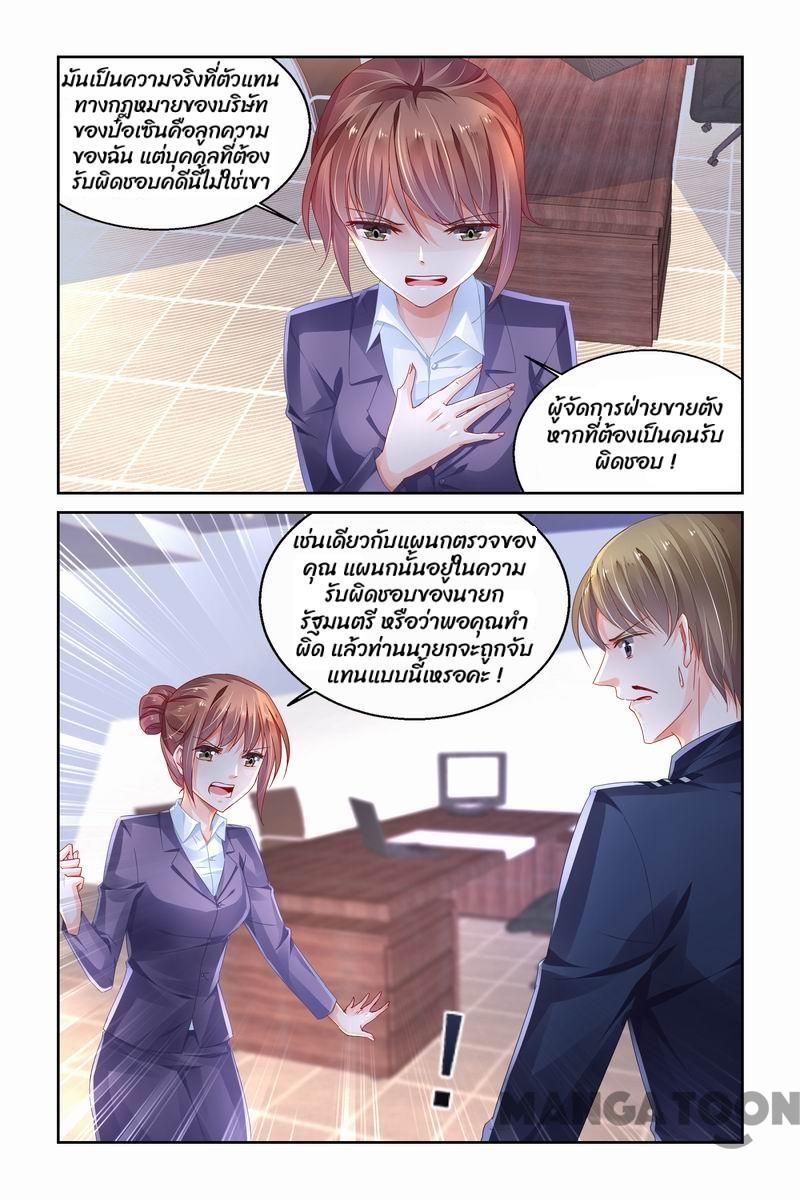 มันเป็นความจริงที่ตัวแทน
ทางกฎหมายของบริษัท
ของป๋อเซินคือลูกความ
ของฉัน แต่บุคคลที่ต้อง
รับผิดชอบคดีนี้ไม่ใช่เขา
ผู้จัดการฝ่ายขายตัง
หากที่ต้องเป็นคนรับ
ผิดชอบ !
เช่นเดียวกับแผนกตรวจของ
คุณ แผนกนั้นอยู่ในความ
รับผิดชอบของนายก
รัฐมนตรี หรือว่าพอคุณทำ
ผิด แล้วท่านนายกจะถูกจับ
แทนแบบนี้เหรอคะ !
!
MANGATOON